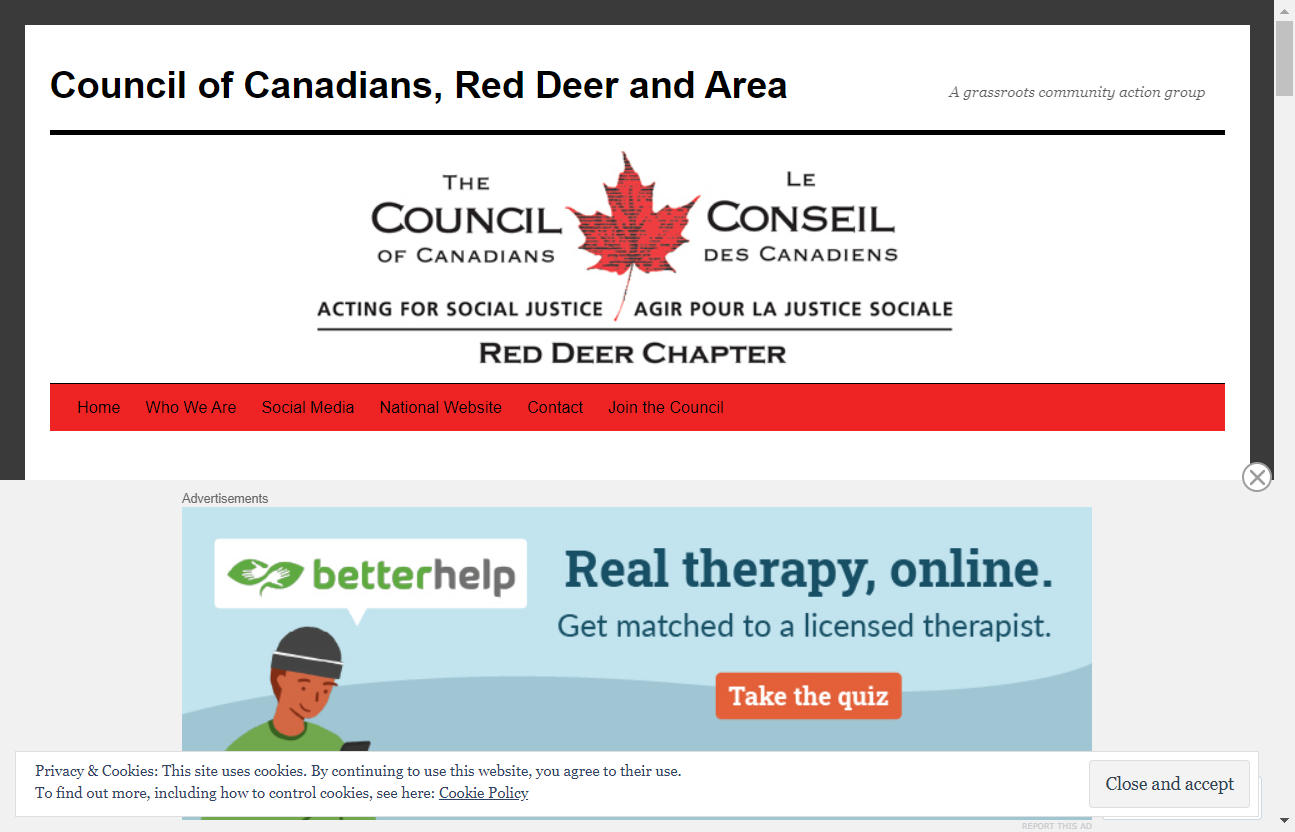 Council of Canadians, Red Deer and Area
A grassroots community action group
THE
COUNCIL
OF CANADIANS
LE
CONSEIL
DES CANADIENS
ACTING FOR SOCIAL JUSTICE AGIR POUR LA JUSTICE SOCIALE
RED DEER CHAPTER
Home Who We Are Social Media National Website Contact Join the Council
Advertisements
betterhelp
Real therapy, online.
Get matched to a licensed therapist.
Take the quiz
Privacy & Cookies: This site uses cookies. By continuing to use this website, you agree to their use.
To find out more, including how to control cookies, see here: Cookie Policy
Close and accept
REPORT THIS AD